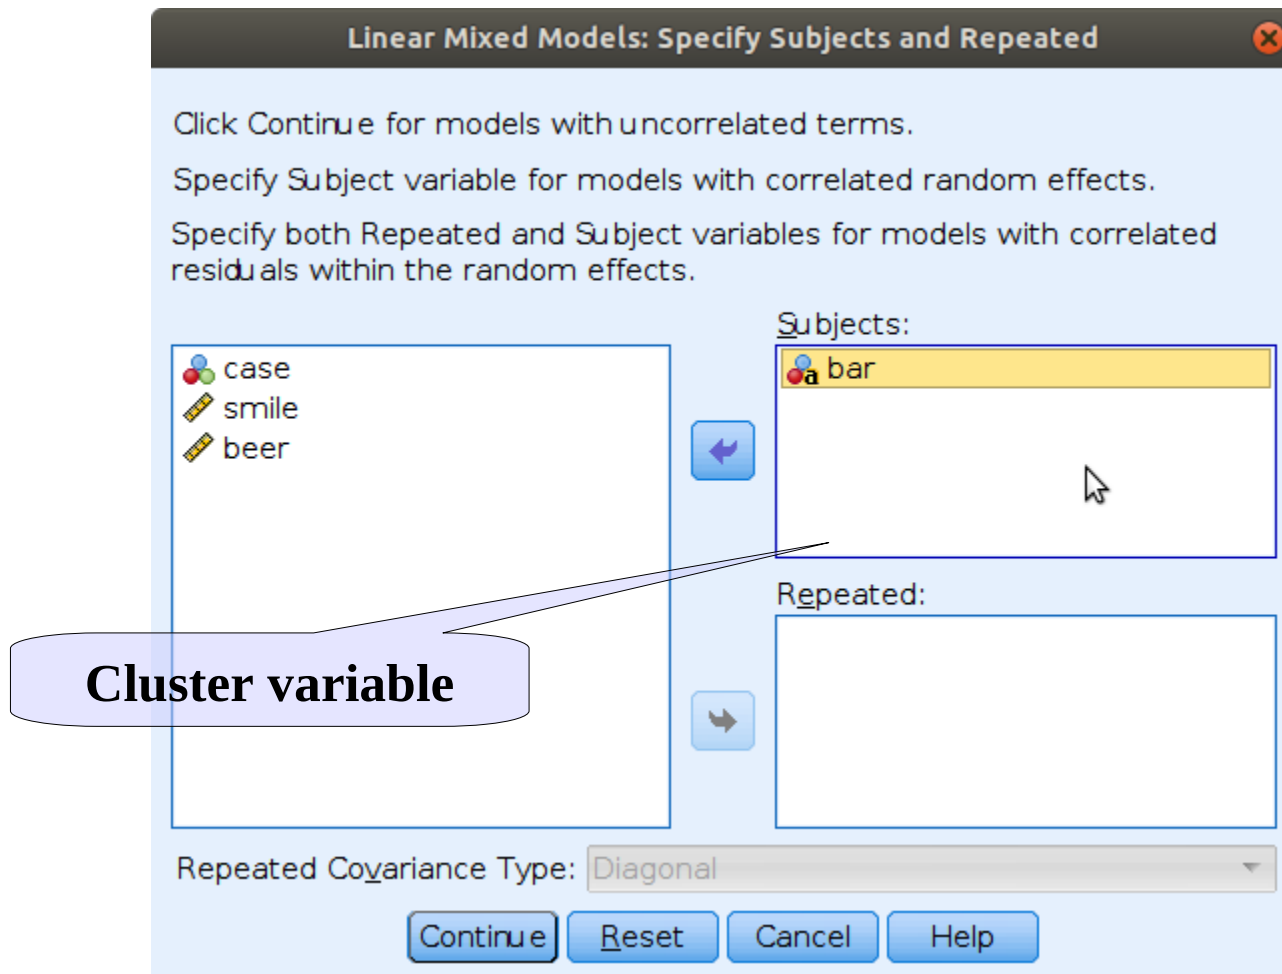 Linear Mixed Models: Specify Subjects and Repeated
Click Continue for models with uncorrelated terms.
Specify Subject variable for models with correlated random effects.
Specify both Repeated and Subject variables for models with correlated
residuals within the random effects.
Subjects:
case
smile
beer
a bar
Repeated:
Cluster variable
Repeated Covariance Type: Diagonal
Continue Reset Cancel Help